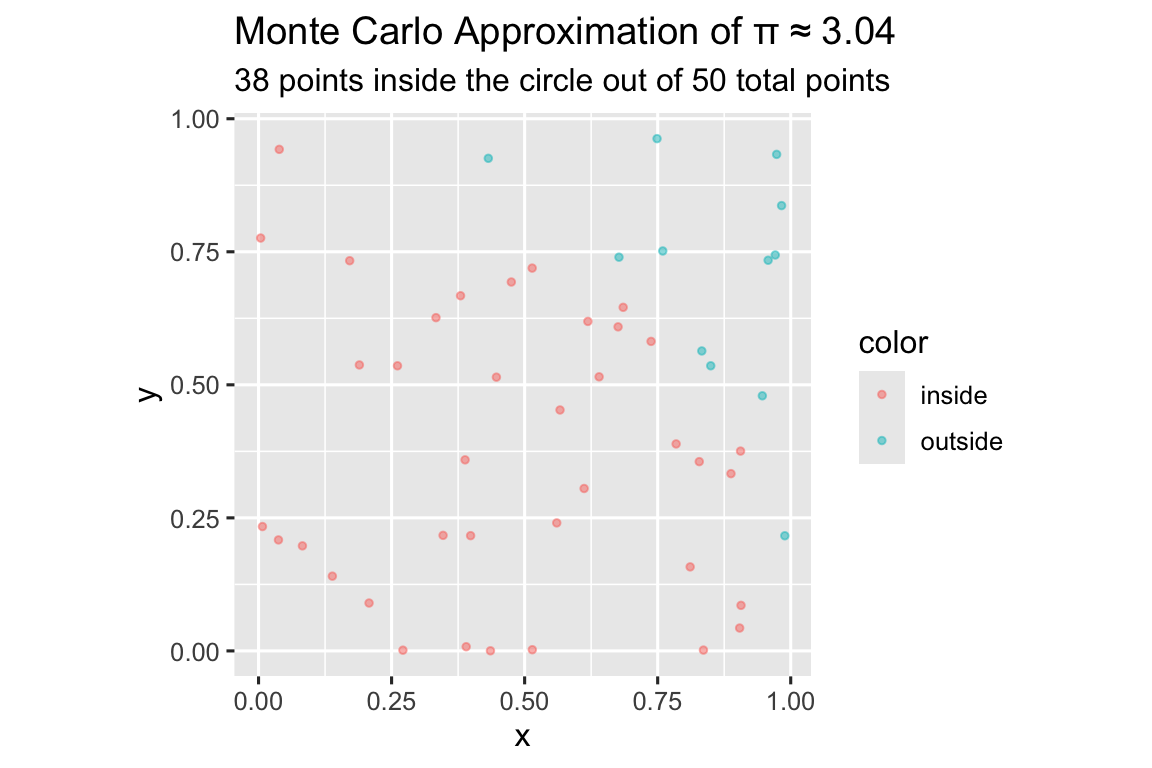 Monte Carlo Approximation of π ≈ 3.04
38 points inside the circle out of 50 total points
1.00
0.75
0.50
0.25
0.00
y
0.00 0.25 0.50 0.75 1.00
x
color
inside
outside